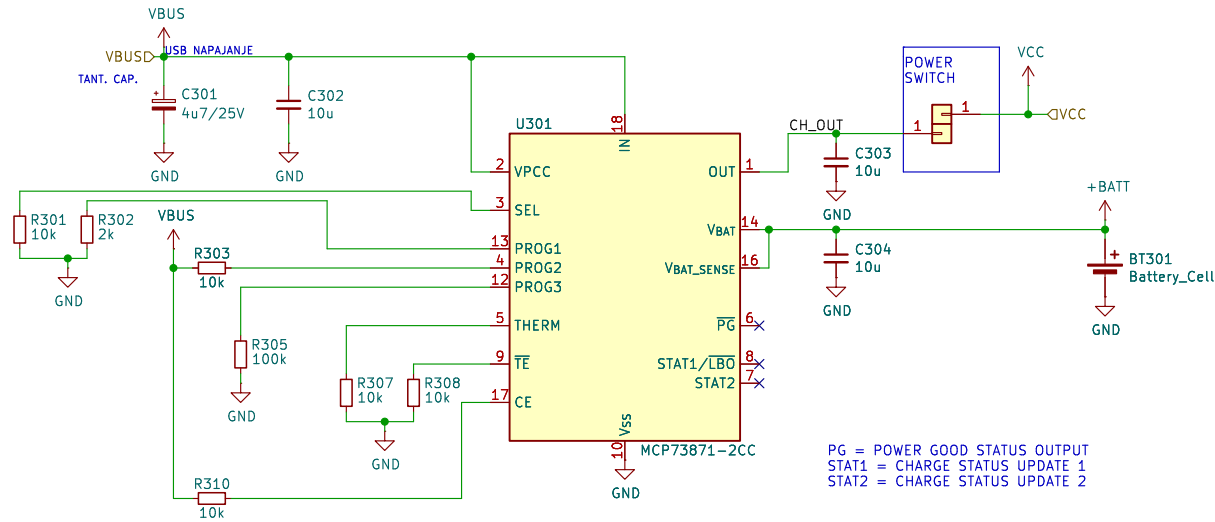 VBUS
VBUS
USB NAPAJANJE
TANT. CAP.
C301
4u7/25V
GND
C302
10u
GND
U301
18
IN
2
VPCC
3
SEL
13
PROG1
4
PROG2
12
PROG3
5
THERM
9
TE
17
CE
OUT
1
VBAT
14
VBAT_SENSE
16
PG
6
STAT1/LBO
8
STAT2
7
Vss
10
MCP73871-2CC
GND
R301
10k
R302
2k
GND
VBUS
R303
10k
R305
100k
GND
R307
10k
R308
10k
GND
R310
10k
CH_OUT
C303
10u
GND
POWER
SWITCH
1
1
VCC
VCC
C304
10u
GND
+BATT
+
BT301
Battery_Cell
GND
PG = POWER GOOD STATUS OUTPUT
STAT1 = CHARGE STATUS UPDATE 1
STAT2 = CHARGE STATUS UPDATE 2